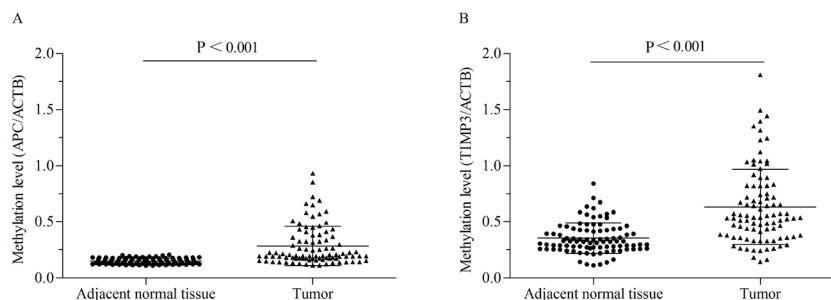 A
B
P < 0.001
P < 0.001
Methylation level (APC/ACTB)
2.0
1.5
1.0
0.5
0.0
Adjacent normal tissue
Tumor
Methylation level (TIMP3/ACTB)
2.0
1.5
1.0
0.5
0.0
Adjacent normal tissue
Tumor